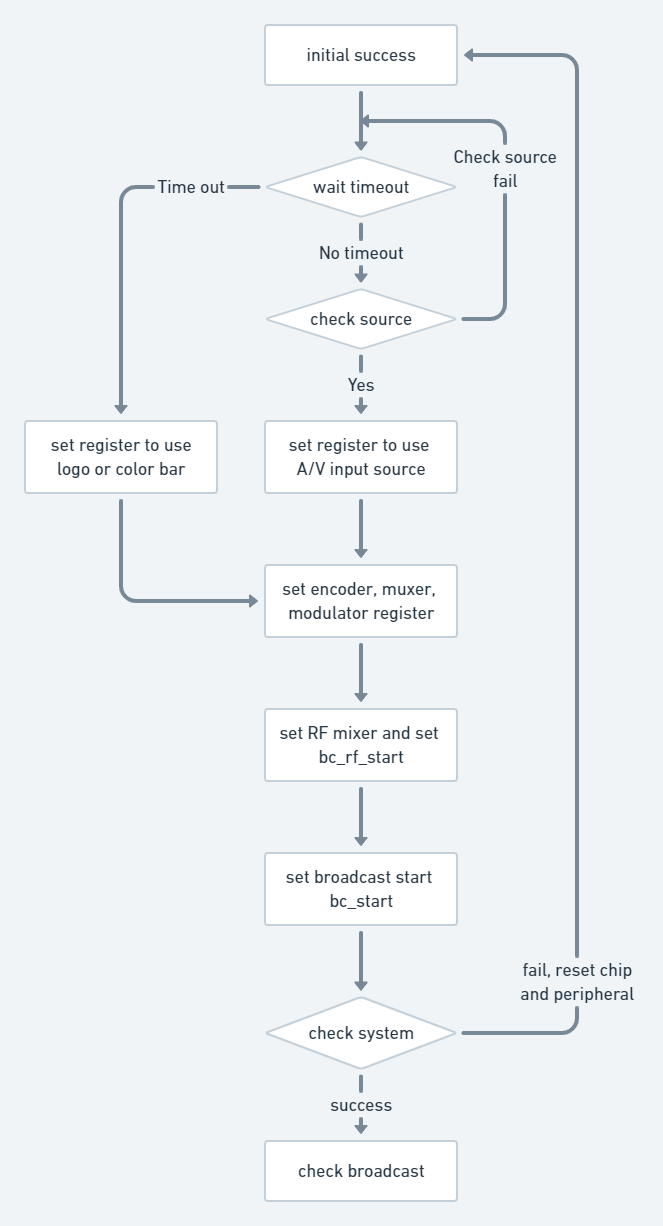 initial success
Check source
fail
Time out
wait timeout
No timeout
check source
Yes
set register to use
logo or color bar
set register to use
A/V input source
set encoder, muxer,
modulator register
set RF mixer and set
bc_rf_start
set broadcast start
bc_start
fail, reset chip
and peripheral
check system
success
check broadcast